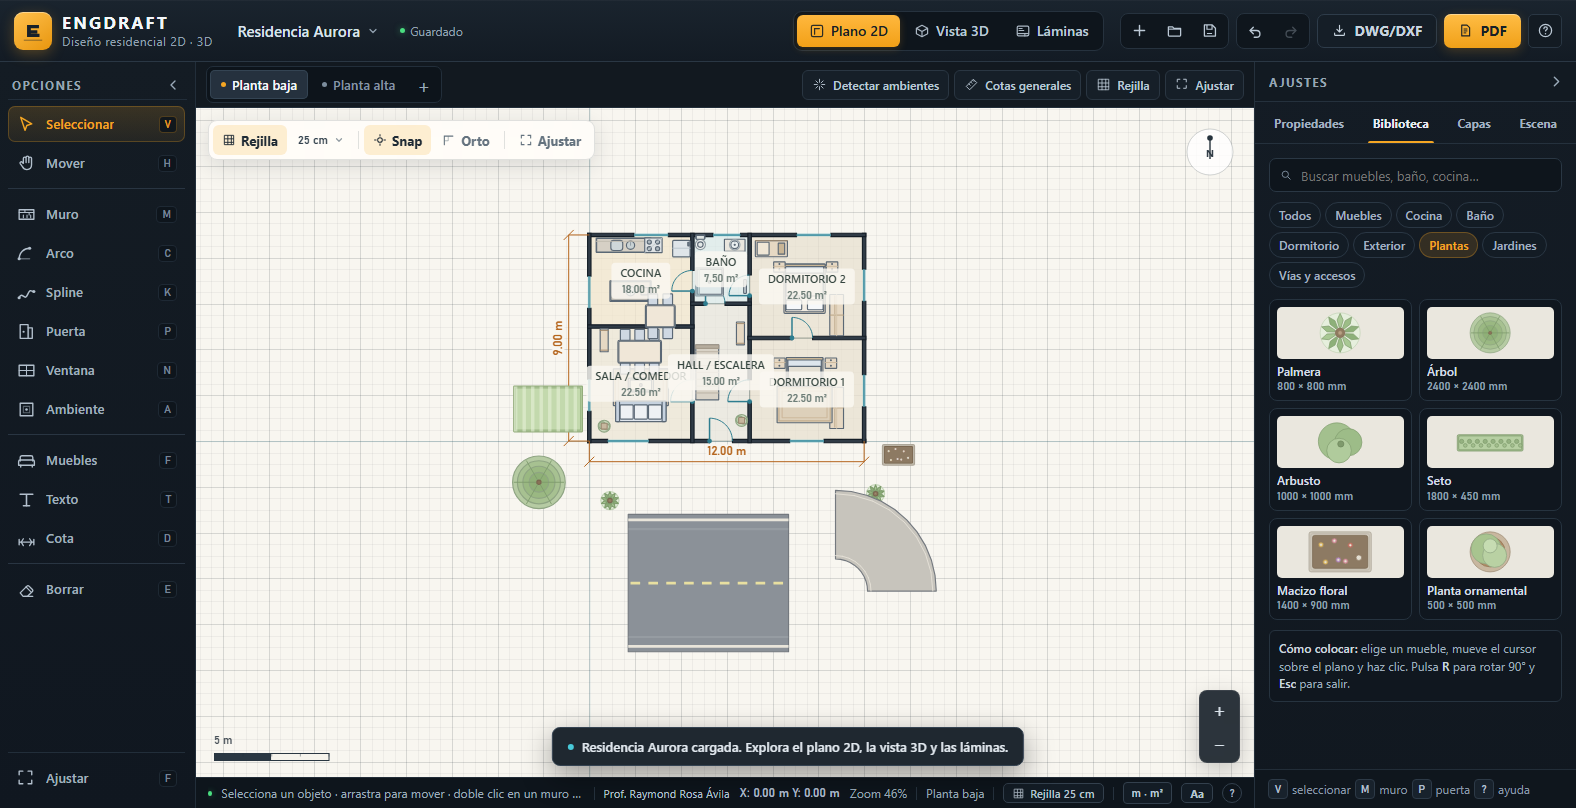 ENGDRAFT
Diseño residencial 2D · 3D
Residencia Aurora
Guardado
Plano 2D
Vista 3D
Láminas
DWG/DXF
PDF
OPCIONES
Seleccionar V
Mover H
Muro M
Arco C
Spline K
Puerta P
Ventana N
Ambiente A
Muebles F
Texto T
Cota D
Borrar E
Ajustar F
Planta baja
Planta alta
+
Detectar ambientes
Cotas generales
Rejilla
Ajustar
Rejilla
25 cm
Snap
Orto
Ajustar
N
COCINA
18.00 m²
BAÑO
7.50 m²
DORMITORIO 2
22.50 m²
9.00 m
SALA / COMEDOR
22.50 m²
HALL / ESCALERA
15.00 m²
DORMITORIO 1
22.50 m²
12.00 m
5 m
Residencia Aurora cargada. Explora el plano 2D, la vista 3D y las láminas.
+
−
Selecciona un objeto · arrastra para mover · doble clic en un muro ...
Prof. Raymond Rosa Ávila
X: 0.00 m Y: 0.00 m
Zoom 46%
Planta baja
Rejilla 25 cm
m · m²
Aa
?
AJUSTES
Propiedades
Biblioteca
Capas
Escena
Buscar muebles, baño, cocina...
Todos
Muebles
Cocina
Baño
Dormitorio
Exterior
Plantas
Jardines
Vías y accesos
Palmera
800 × 800 mm
Árbol
2400 × 2400 mm
Arbusto
1000 × 1000 mm
Seto
1800 × 450 mm
Macizo floral
1400 × 900 mm
Planta ornamental
500 × 500 mm
Cómo colocar: elige un mueble, mueve el cursor
sobre el plano y haz clic. Pulsa R para rotar 90° y
Esc para salir.
V seleccionar M muro P puerta ? ayuda